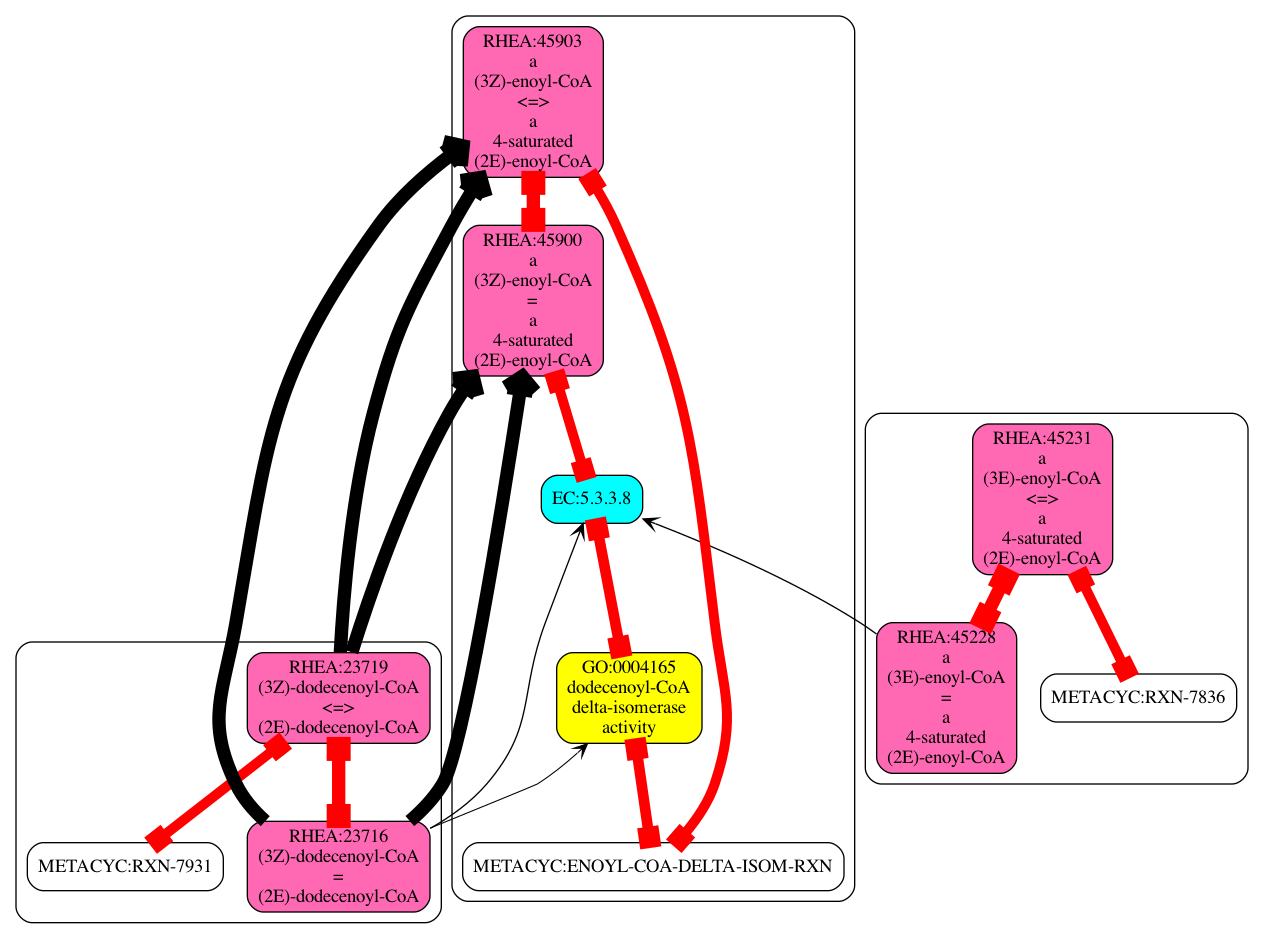 RHEA:45903
a
(3Z)-enoyl-CoA
<=>
a
4-saturated
(2E)-enoyl-CoA
RHEA:45900
a
(3Z)-enoyl-CoA
=
a
4-saturated
(2E)-enoyl-CoA
EC:5.3.3.8
RHEA:45231
a
(3E)-enoyl-CoA
<=>
a
4-saturated
(2E)-enoyl-CoA
RHEA:45228
a
(3E)-enoyl-CoA
=
a
4-saturated
(2E)-enoyl-CoA
METACYC:RXN-7836
RHEA:23719
(3Z)-dodecenoyl-CoA
<=>
(2E)-dodecenoyl-CoA
GO:0004165
dodecenoyl-CoA
delta-isomerase
activity
METACYC:RXN-7931
RHEA:23716
(3Z)-dodecenoyl-CoA
=
(2E)-dodecenoyl-CoA
METACYC:ENOYL-COA-DELTA-ISOM-RXN